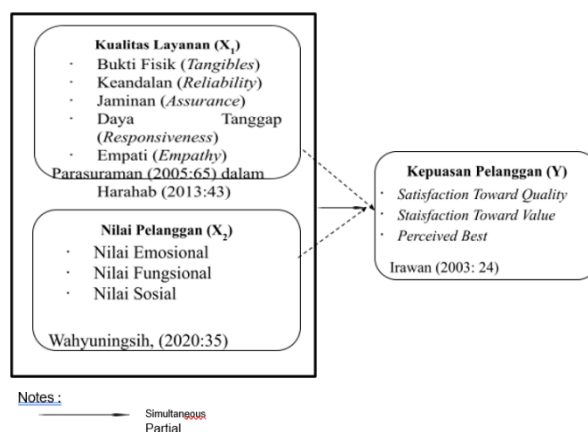 Kualitas Layanan (X₁)
· Bukti Fisik (Tangibles)
· Keandalan (Reliability)
· Jaminan (Assurance)
· Daya Tanggap
(Responsiveness)
· Empati (Empathy)
Parasuraman (2005:65) dalam
Harahab (2013:43)
Nilai Pelanggan (X₂)
· Nilai Emosional
· Nilai Fungsional
· Nilai Sosial
Wahyuningsih, (2020:35)
Kepuasan Pelanggan (Y)
· Satisfaction Toward Quality
· Staisfaction Toward Value
· Perceived Best
Irawan (2003: 24)
Notes :
Simultaneous
Partial